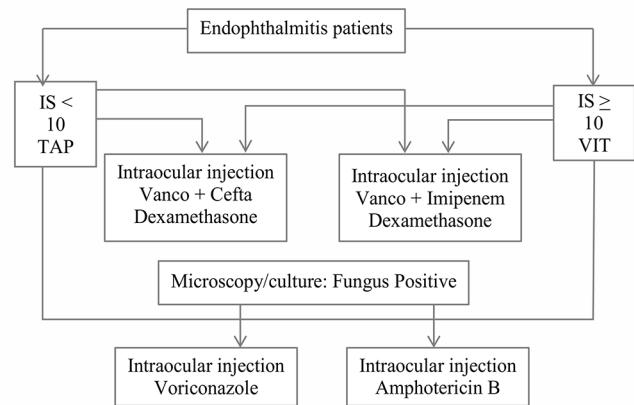 Endophthalmitis patients
IS <
10
TAP
IS ≥
10
VIT
Intraocular injection
Vanco + Cefta
Dexamethasone
Intraocular injection
Vanco + Imipenem
Dexamethasone
Microscopy/culture: Fungus Positive
Intraocular injection
Voriconazole
Intraocular injection
Amphotericin B